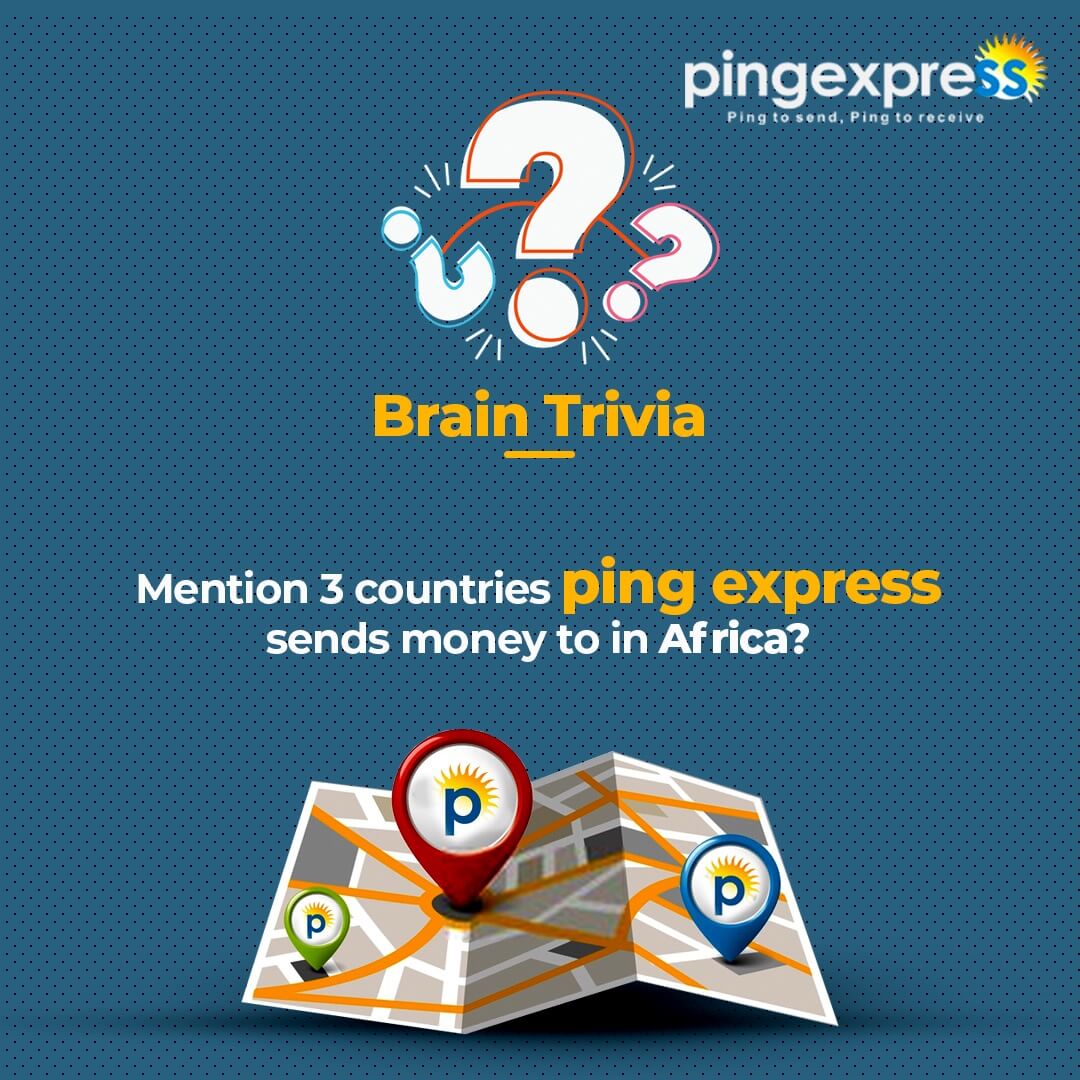 pingexpress
Ping to send, Ping to receive
???
Brain Trivia
Mention 3 countries ping express
sends money to in Africa?
p
p
p